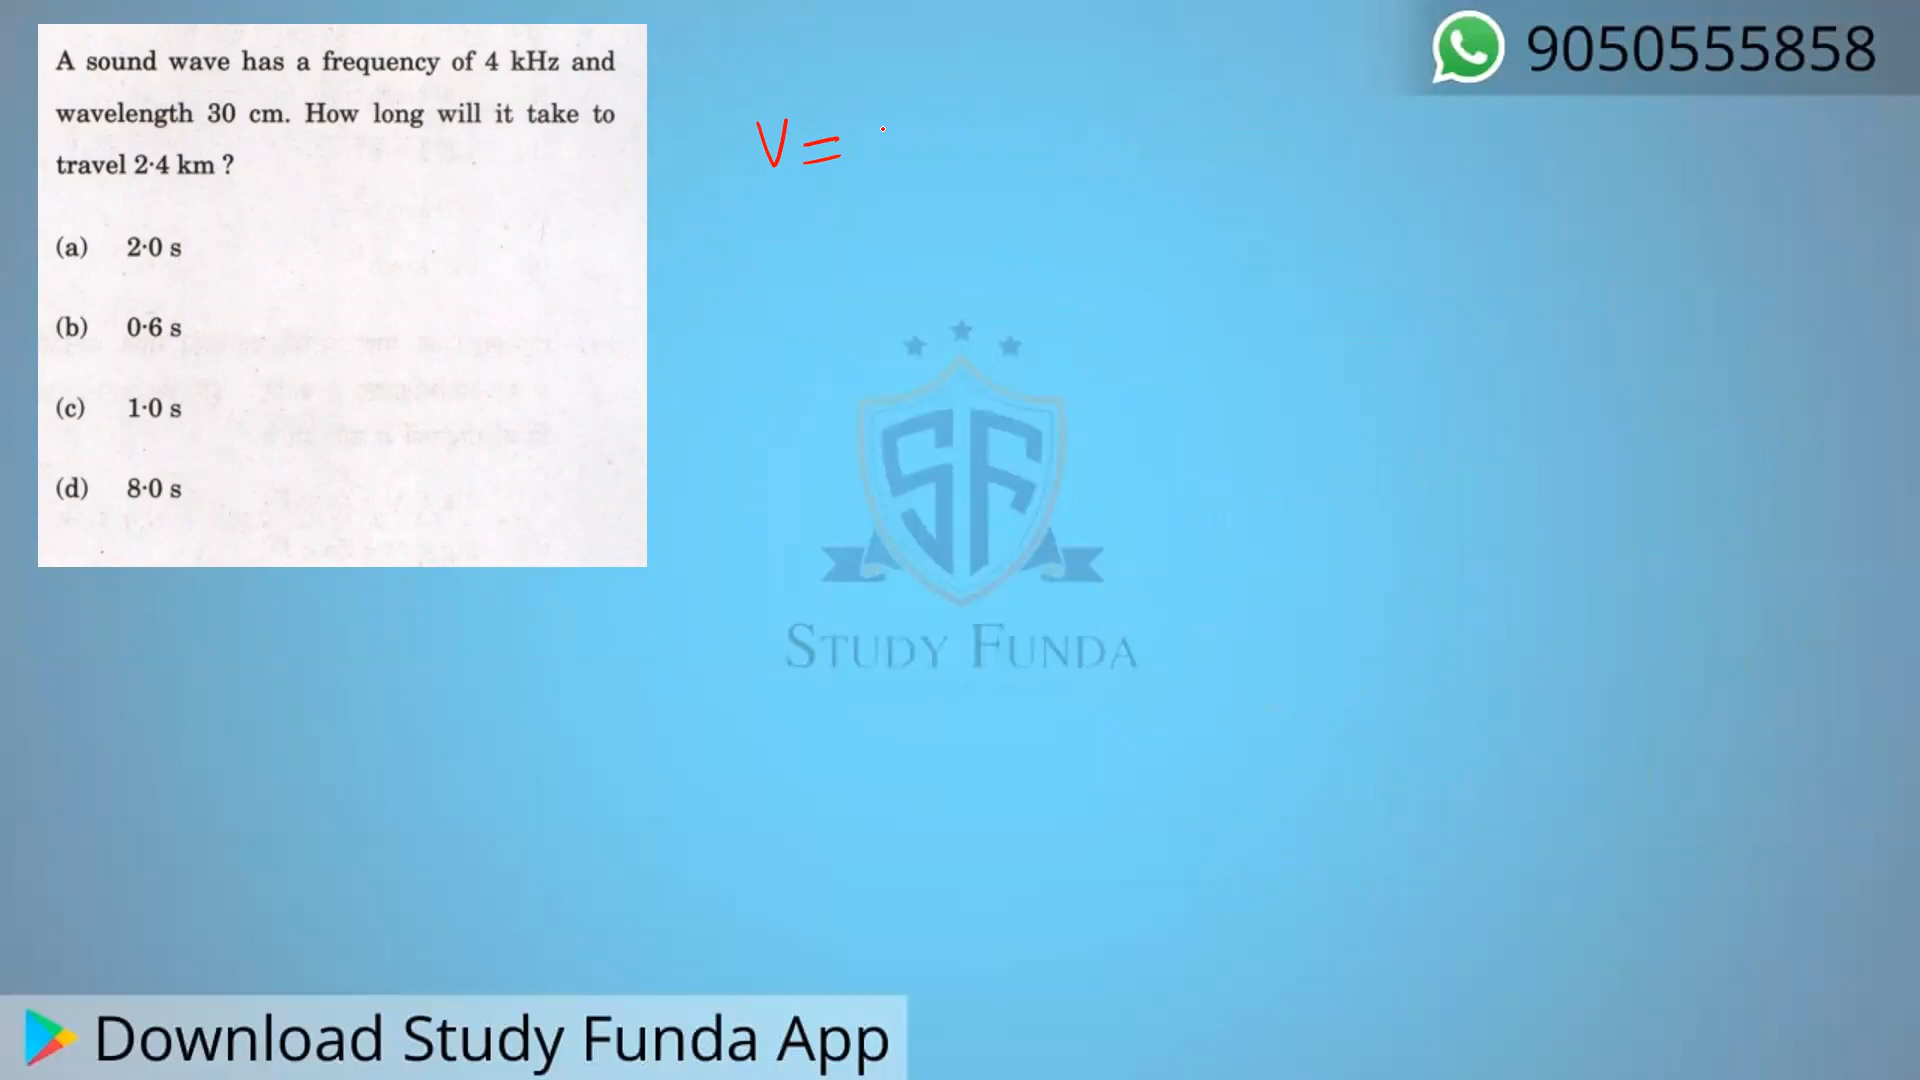 A sound wave has a frequency of 4 kHz and
wavelength 30 cm. How long will it take to
travel 2·4 km ?
(a) 2·0 s
(b) 0·6 s
(c) 1·0 s
(d) 8·0 s
V =
9050555858
SF
STUDY FUNDA
Download Study Funda App